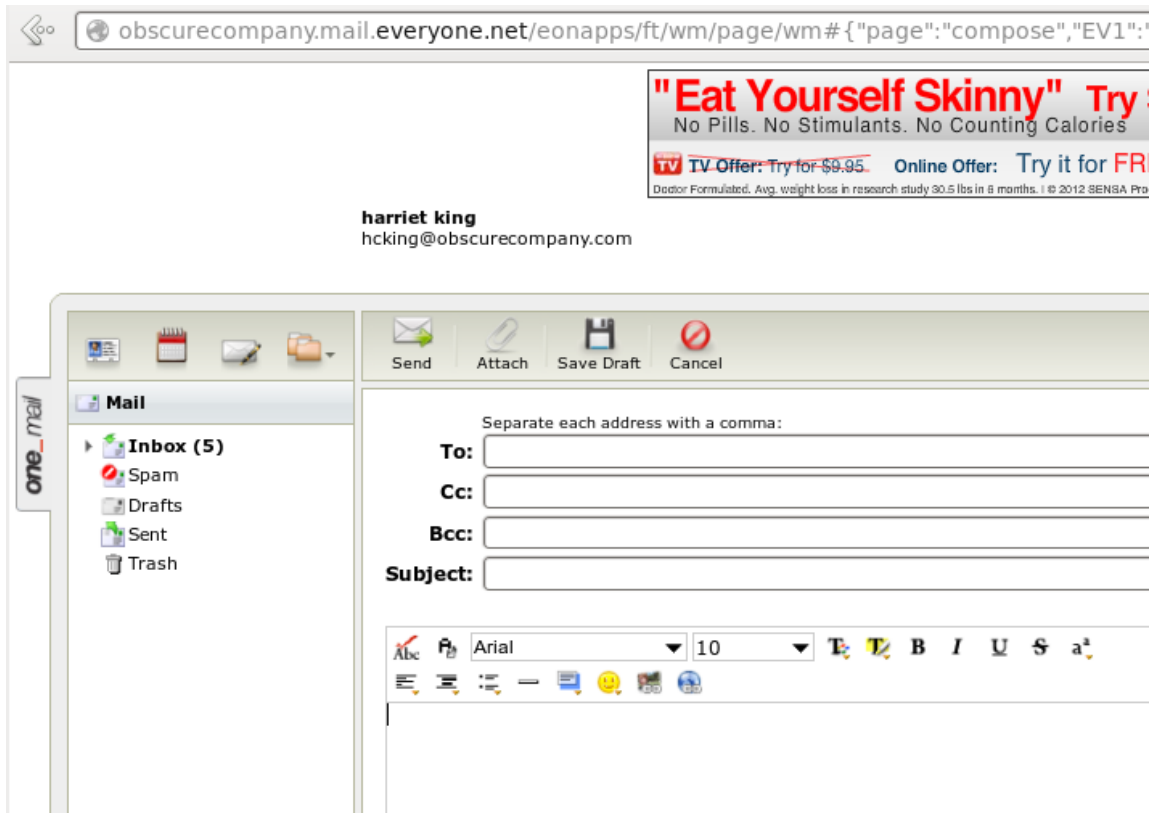 obscurecompany.mail.everyone.net/eonapps/ft/wm/page/wm#{"page":"compose","EV1":"
"Eat Yourself Skinny" Try
No Pills. No Stimulants. No Counting Calories
TV TV Offer: Try for $9.95 Online Offer: Try it for FR
Doctor Formulated. Avg. weight loss in research study 30.5 lbs in 6 months. | © 2012 SENSA Pro
harriet king
hcking@obscurecompany.com
Send Attach Save Draft Cancel
one_mail
Mail
Inbox (5)
Spam
Drafts
Sent
Trash
Separate each address with a comma:
To:
Cc:
Bcc:
Subject:
Abc Arial 10 B I U S a